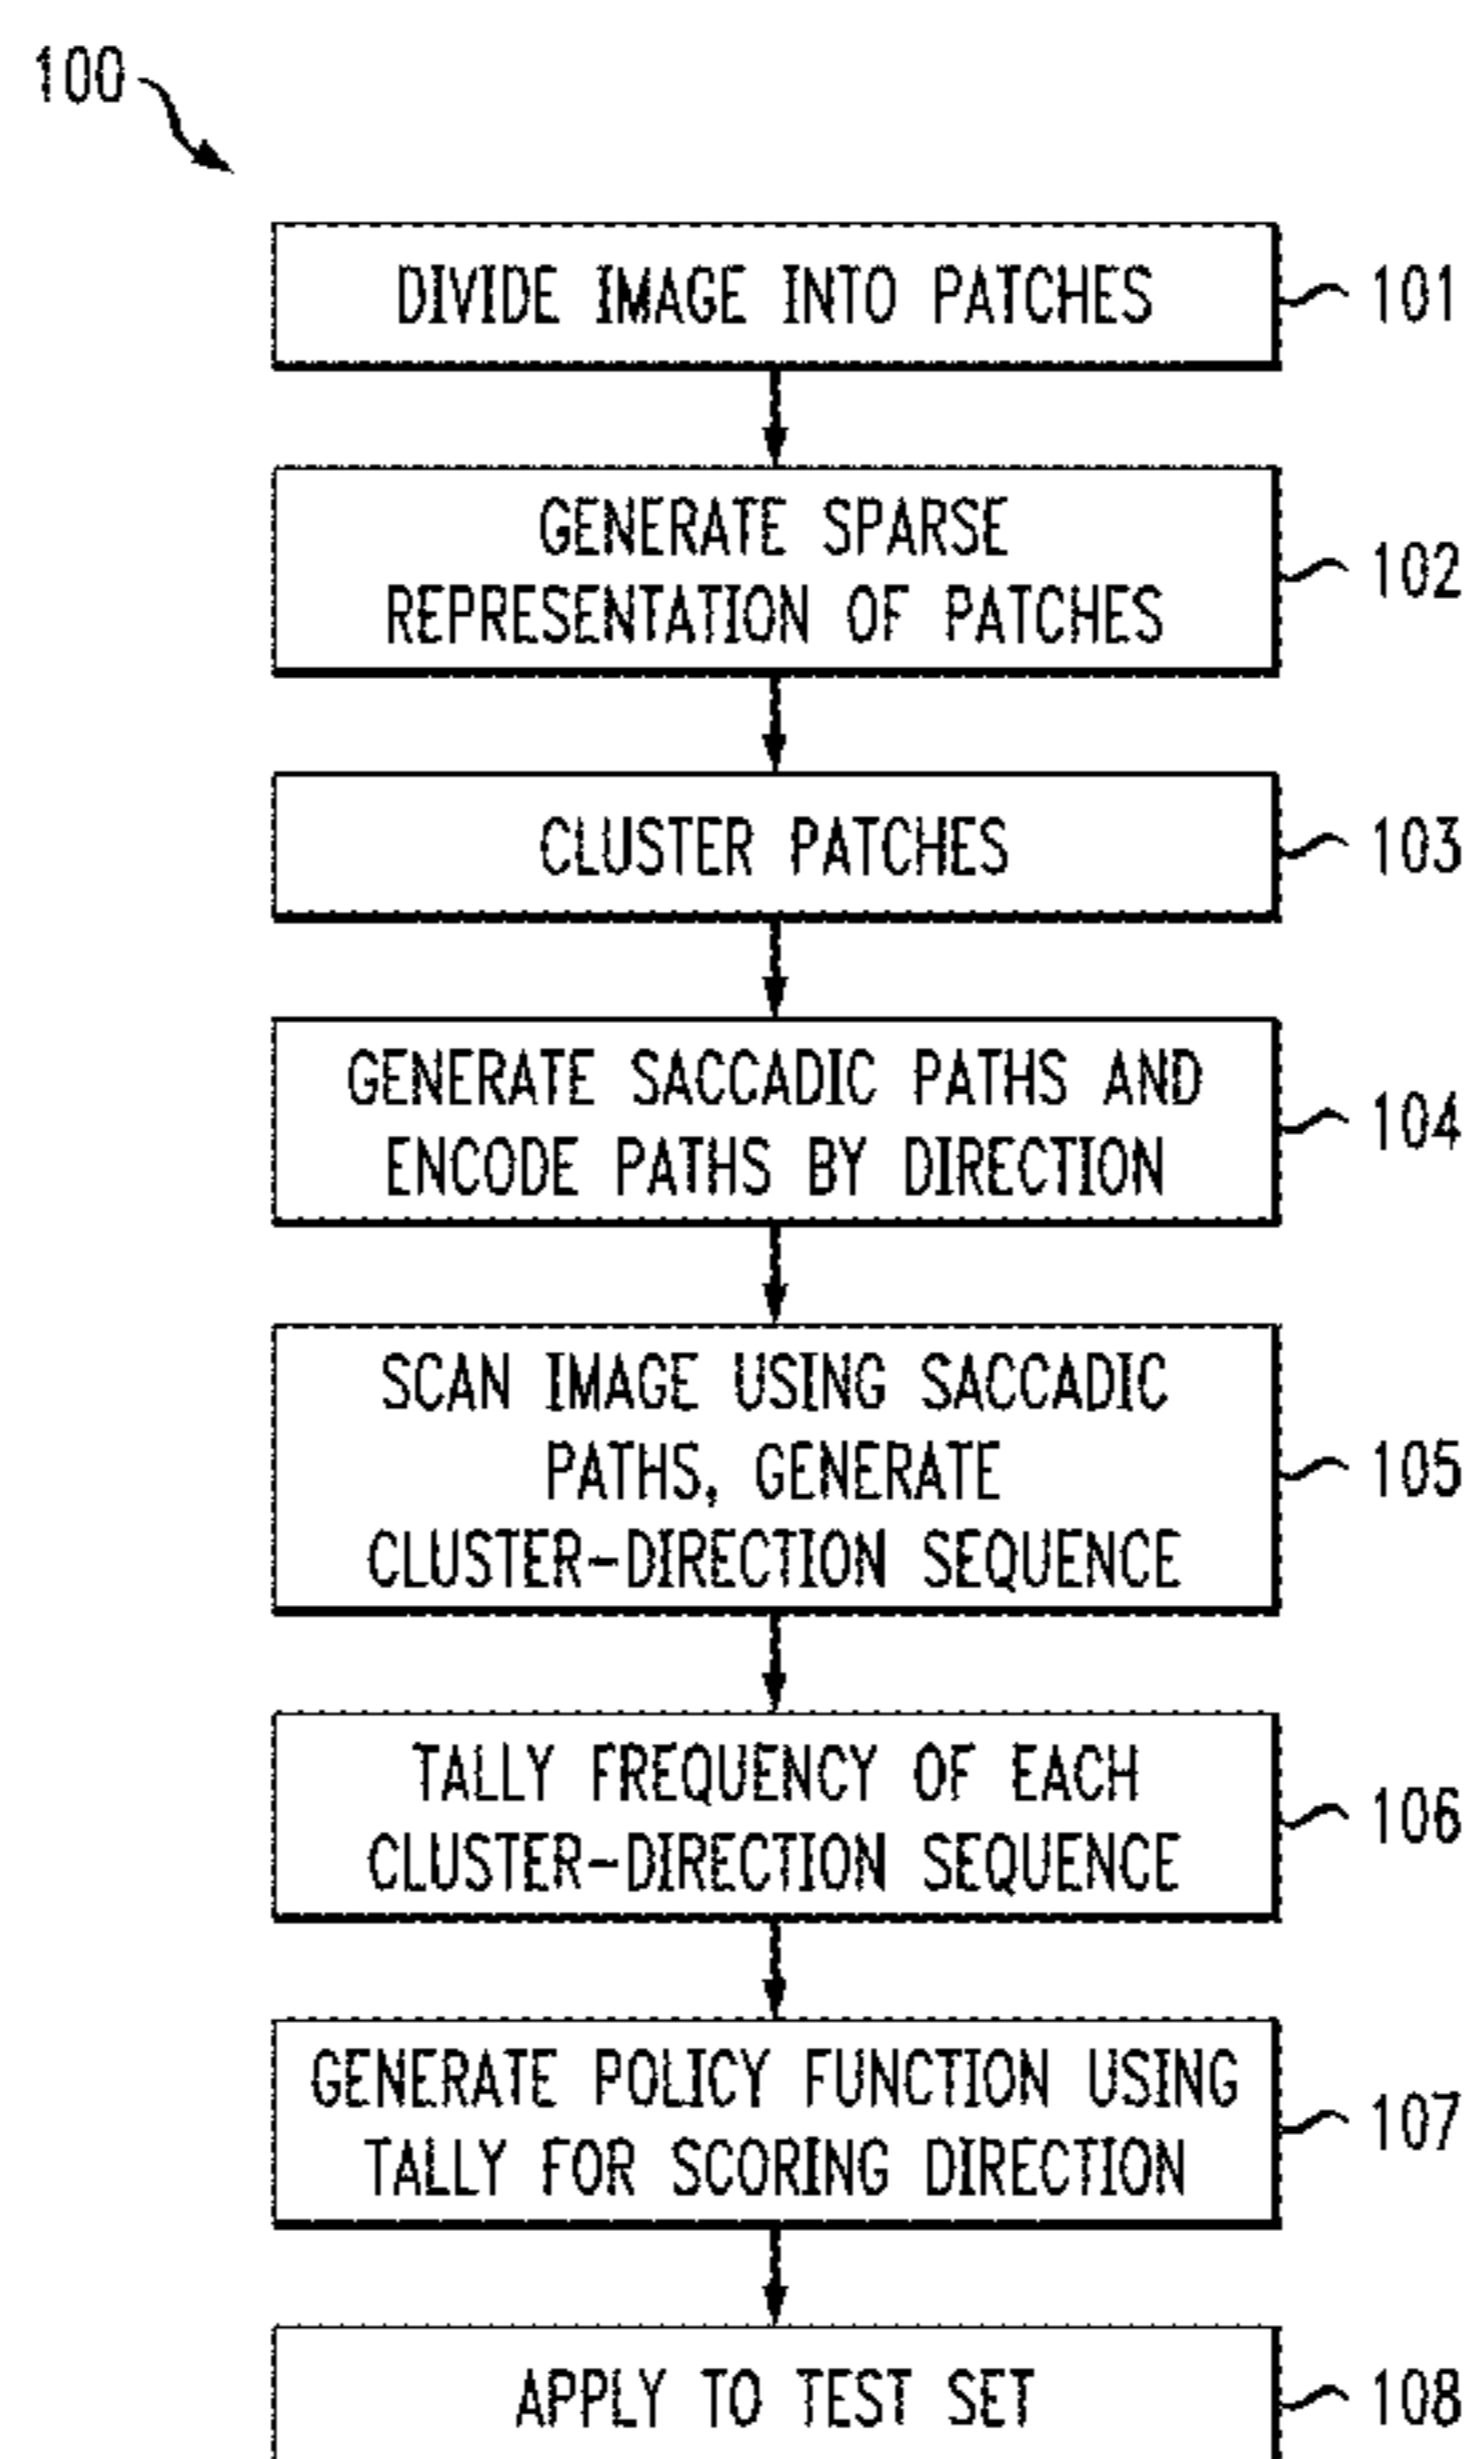 100
DIVIDE IMAGE INTO PATCHES
101
GENERATE SPARSE
REPRESENTATION OF PATCHES
102
CLUSTER PATCHES
103
GENERATE SACCADIC PATHS AND
ENCODE PATHS BY DIRECTION
104
SCAN IMAGE USING SACCADIC
PATHS, GENERATE
CLUSTER-DIRECTION SEQUENCE
105
TALLY FREQUENCY OF EACH
CLUSTER-DIRECTION SEQUENCE
106
GENERATE POLICY FUNCTION USING
TALLY FOR SCORING DIRECTION
107
APPLY TO TEST SET
108